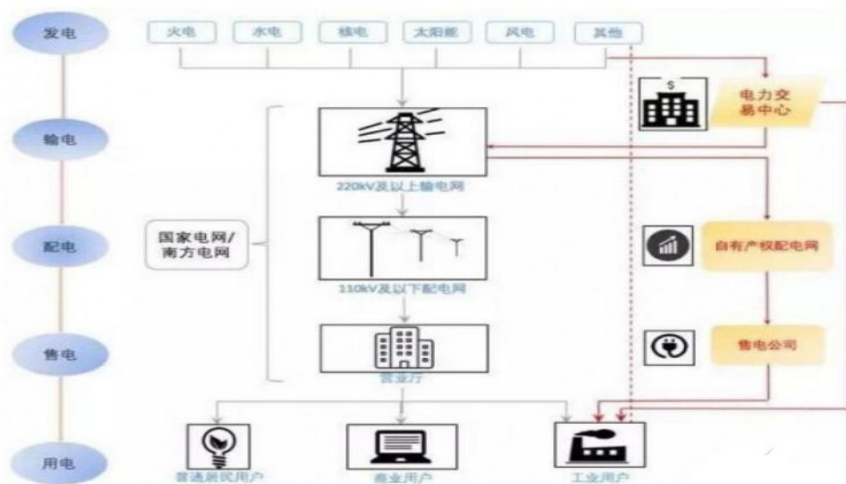 发电
火电
水电
核电
太阳能
风电
其他
$
电力交
易中心
输电
220kV及以上输电网
国家电网/
南方电网
配电
自有产权配电网
110kV及以下配电网
售电
售电公司
营业厅
用电
普通居民用户
商业用户
工业用户